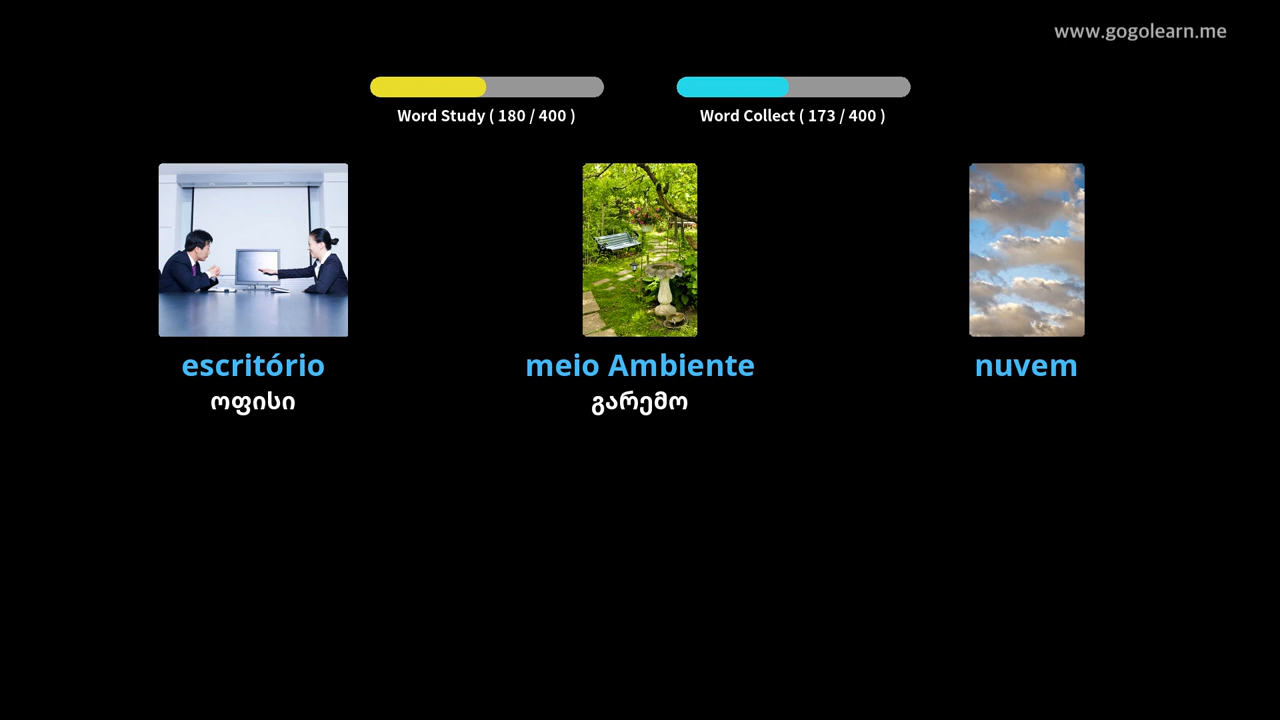 www.gogolearn.me
Word Study ( 180 / 400 )
Word Collect ( 173 / 400 )
escritório
ოფისი
meio Ambiente
გარემო
nuvem